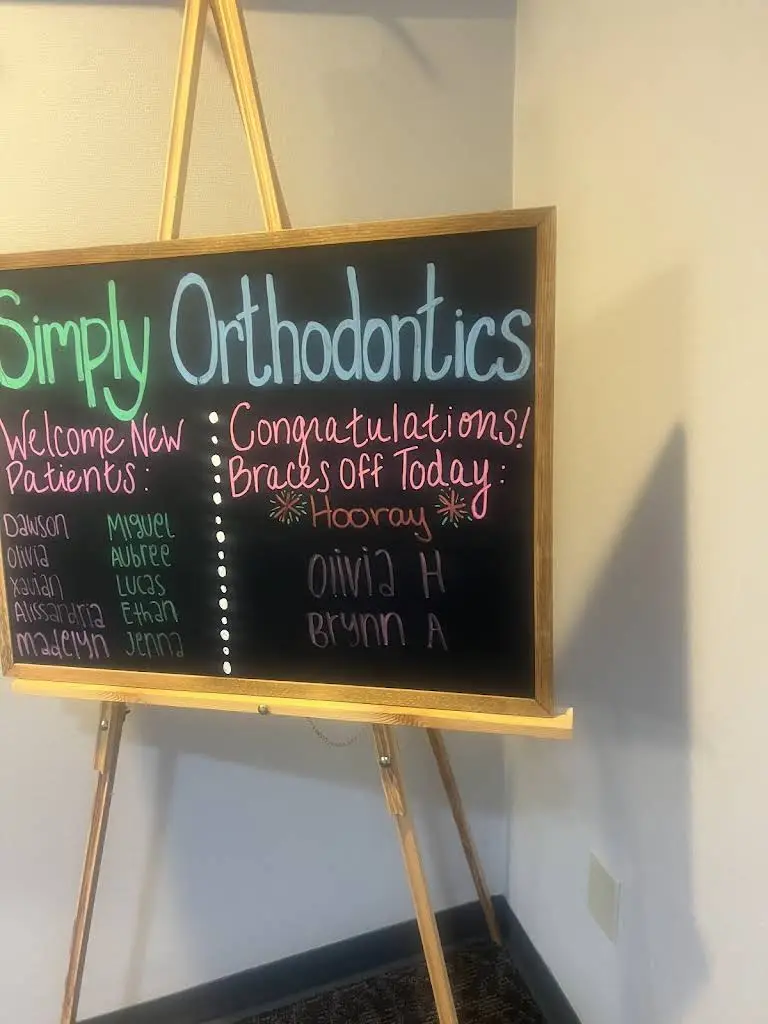 Simply Orthodontics
Welcome New
Patients:
Dawson Miguel
Olivia Aubree
Xavian Lucas
Alissandria Ethan
Madelyn Jenna
Congratulations!
Braces Off Today:
Hooray
Olivia H
Brynn A